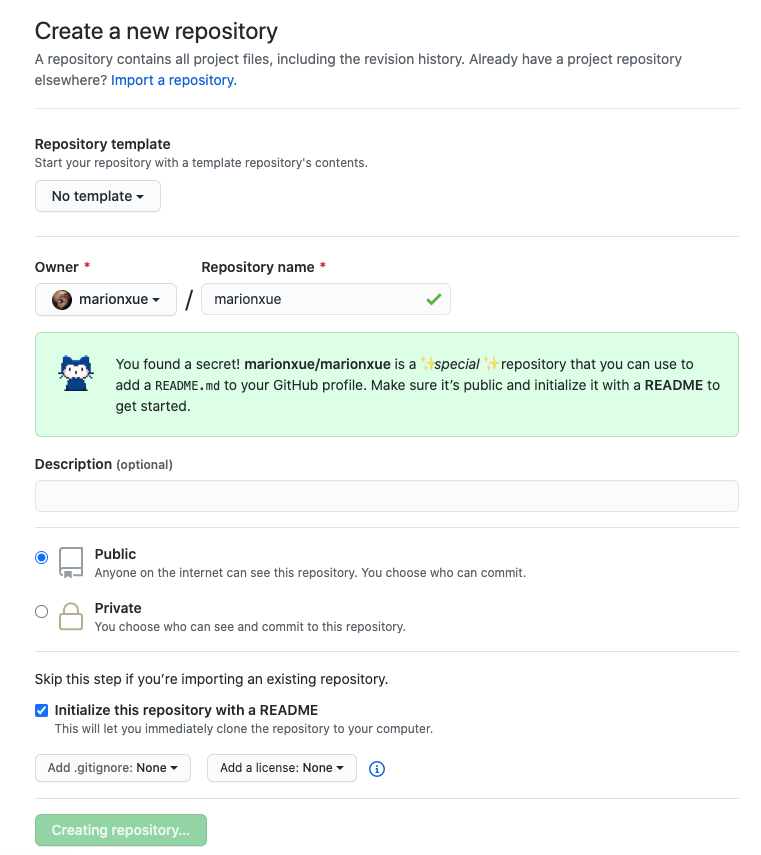 Create a new repository
A repository contains all project files, including the revision history. Already have a project repository
elsewhere? Import a repository.
Repository template
Start your repository with a template repository's contents.
No template
Owner * Repository name *
marionxue / marionxue
You found a secret! marionxue/marionxue is a ✨special ✨repository that you can use to
add a README.md to your GitHub profile. Make sure it’s public and initialize it with a README to
get started.
Description (optional)
Public
Anyone on the internet can see this repository. You choose who can commit.
Private
You choose who can see and commit to this repository.
Skip this step if you’re importing an existing repository.
Initialize this repository with a README
This will let you immediately clone the repository to your computer.
Add .gitignore: None Add a license: None
Creating repository...